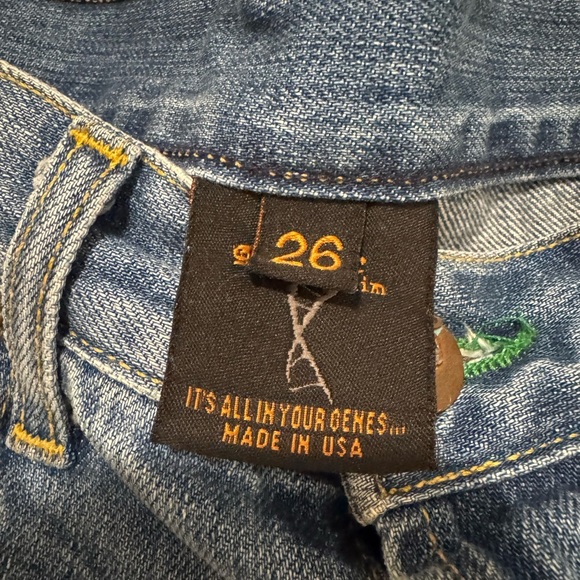 26
IT'S ALL IN YOUR GENES...
MADE IN USA